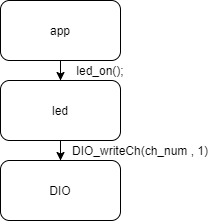 app
led_on();
led
DIO_writeCh(ch_num , 1)
DIO